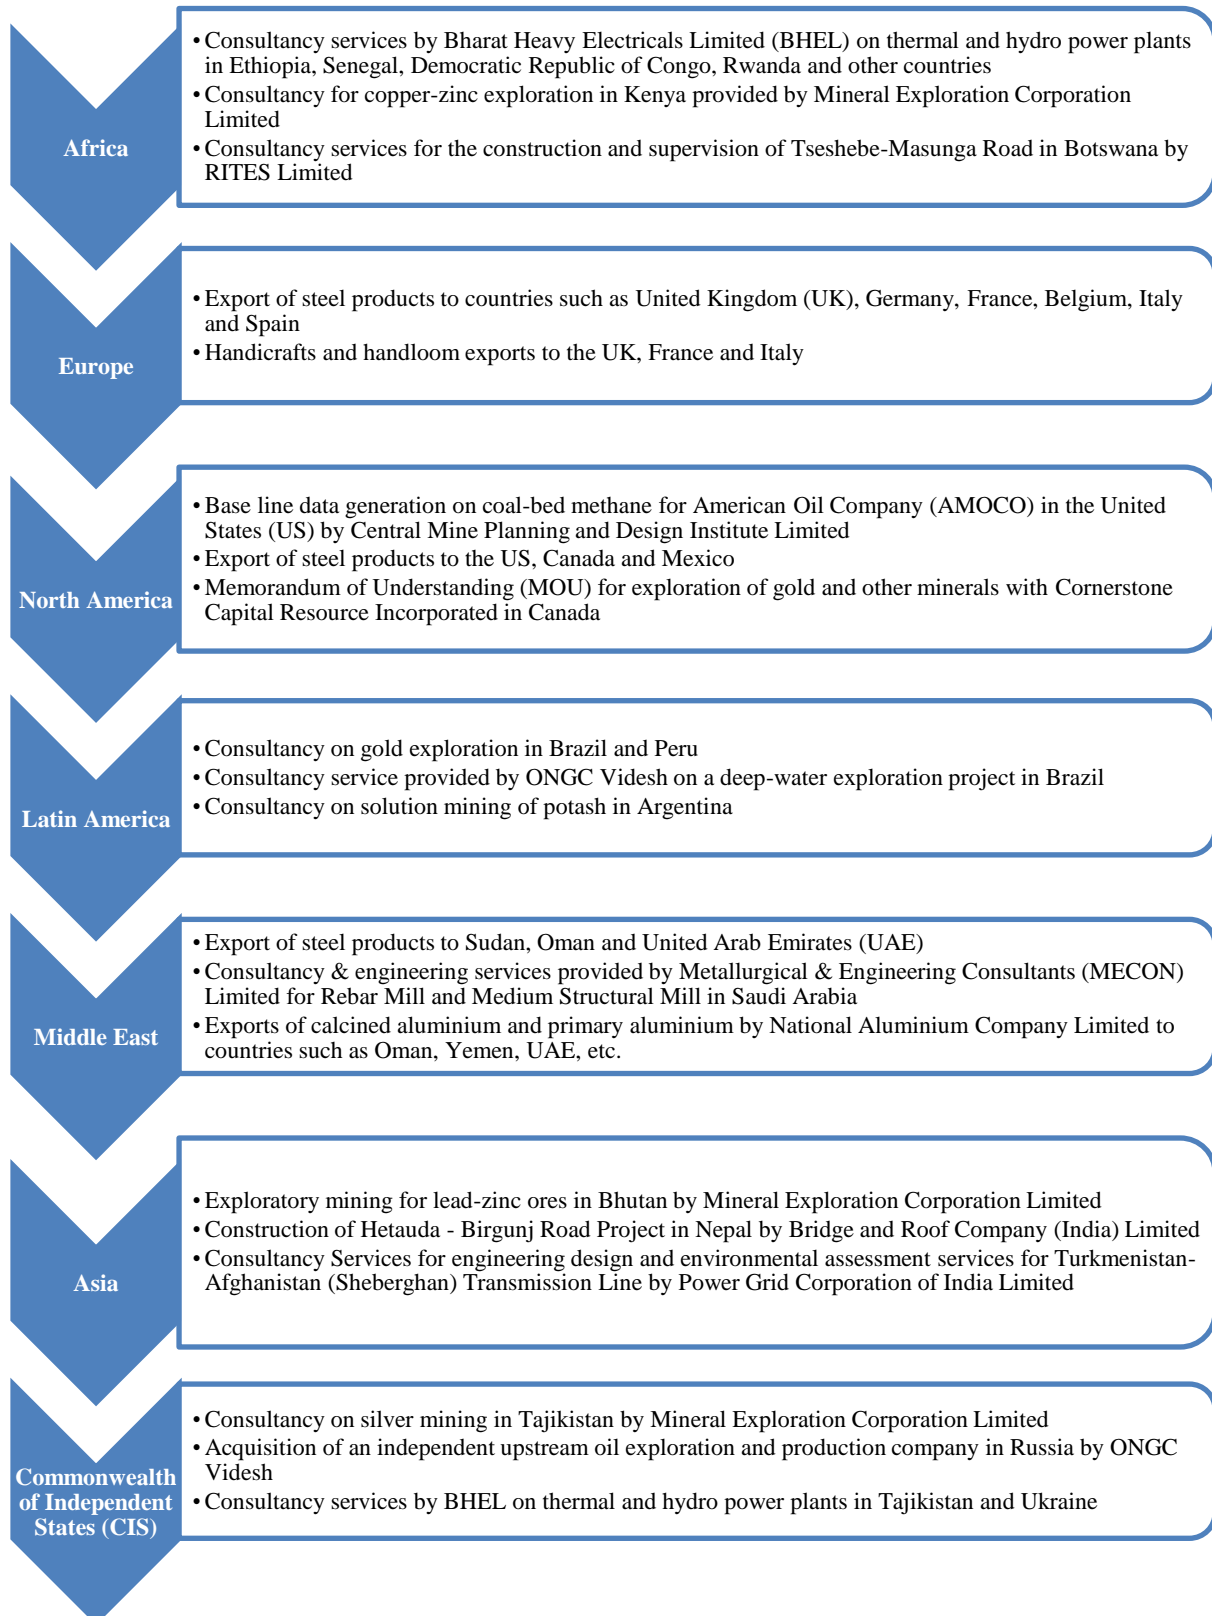 Africa
• Consultancy services by Bharat Heavy Electricals Limited (BHEL) on thermal and hydro power plants
in Ethiopia, Senegal, Democratic Republic of Congo, Rwanda and other countries
• Consultancy for copper-zinc exploration in Kenya provided by Mineral Exploration Corporation
Limited
• Consultancy services for the construction and supervision of Tseshebe-Masunga Road in Botswana by
RITES Limited
Europe
• Export of steel products to countries such as United Kingdom (UK), Germany, France, Belgium, Italy
and Spain
• Handicrafts and handloom exports to the UK, France and Italy
North America
• Base line data generation on coal-bed methane for American Oil Company (AMOCO) in the United
States (US) by Central Mine Planning and Design Institute Limited
• Export of steel products to the US, Canada and Mexico
• Memorandum of Understanding (MOU) for exploration of gold and other minerals with Cornerstone
Capital Resource Incorporated in Canada
Latin America
• Consultancy on gold exploration in Brazil and Peru
• Consultancy service provided by ONGC Videsh on a deep-water exploration project in Brazil
• Consultancy on solution mining of potash in Argentina
Middle East
• Export of steel products to Sudan, Oman and United Arab Emirates (UAE)
• Consultancy & engineering services provided by Metallurgical & Engineering Consultants (MECON)
Limited for Rebar Mill and Medium Structural Mill in Saudi Arabia
• Exports of calcined aluminium and primary aluminium by National Aluminium Company Limited to
countries such as Oman, Yemen, UAE, etc.
Asia
• Exploratory mining for lead-zinc ores in Bhutan by Mineral Exploration Corporation Limited
• Construction of Hetauda - Birgunj Road Project in Nepal by Bridge and Roof Company (India) Limited
• Consultancy Services for engineering design and environmental assessment services for Turkmenistan-
Afghanistan (Sheberghan) Transmission Line by Power Grid Corporation of India Limited
Commonwealth
of Independent
States (CIS)
• Consultancy on silver mining in Tajikistan by Mineral Exploration Corporation Limited
• Acquisition of an independent upstream oil exploration and production company in Russia by ONGC
Videsh
• Consultancy services by BHEL on thermal and hydro power plants in Tajikistan and Ukraine